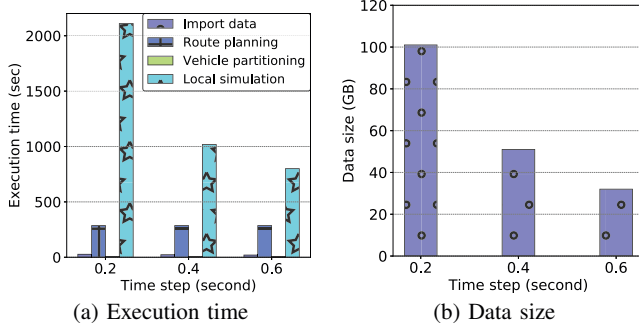 Import data
Route planning
Vehicle partitioning
Local simulation
2000
1500
1000
500
0
Execution time (sec)
0.2 0.4 0.6
Time step (second)
(a) Execution time
120
100
80
60
40
20
0
Data size (GB)
0.2 0.4 0.6
Time step (second)
(b) Data size